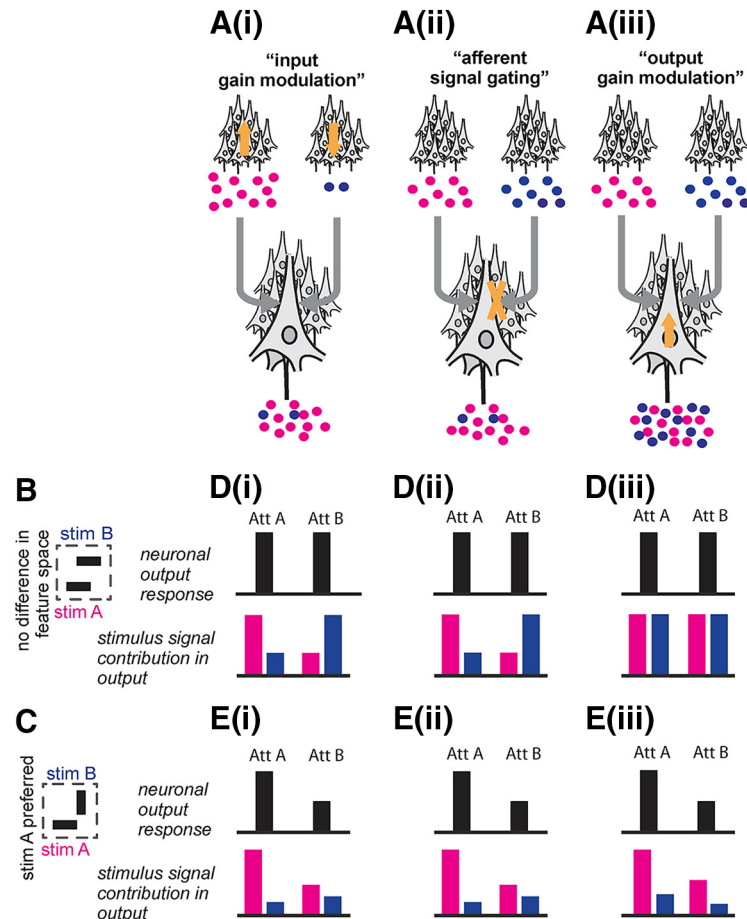 A(i)
A(ii)
A(iii)
“input
gain modulation”
“afferent
signal gating”
“output
gain modulation”
B
no difference in
feature space
stim B
stim A
D(i)
D(ii)
D(iii)
neuronal
output
response
Att A Att B
Att A Att B
Att A Att B
stimulus signal
contribution in
output
C
stim A preferred
stim B
stim A
E(i)
E(ii)
E(iii)
neuronal
output
response
Att A Att B
Att A Att B
Att A Att B
stimulus signal
contribution in
output